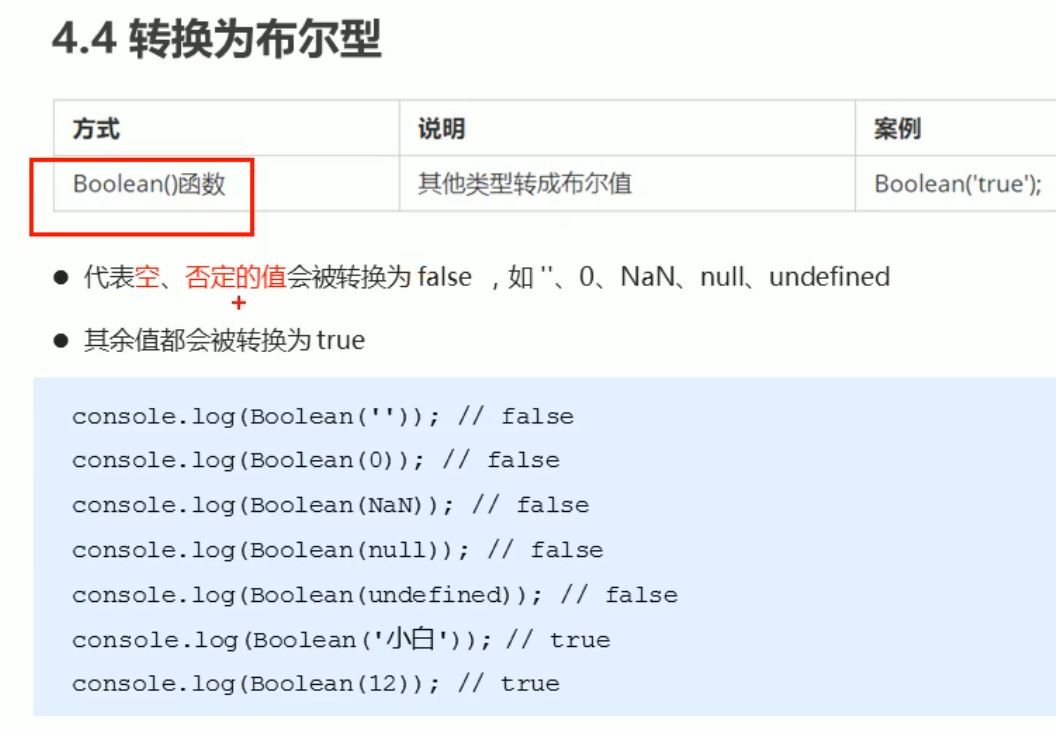 4.4 转换为布尔型
方式 说明 案例
Boolean()函数 其他类型转成布尔值 Boolean('true');
● 代表空、否定的值会被转换为 false ，如 ''、0、NaN、null、undefined
● 其余值都会被转换为 true
console.log(Boolean('')); // false
console.log(Boolean(0)); // false
console.log(Boolean(NaN)); // false
console.log(Boolean(null)); // false
console.log(Boolean(undefined)); // false
console.log(Boolean('小白')); // true
console.log(Boolean(12)); // true